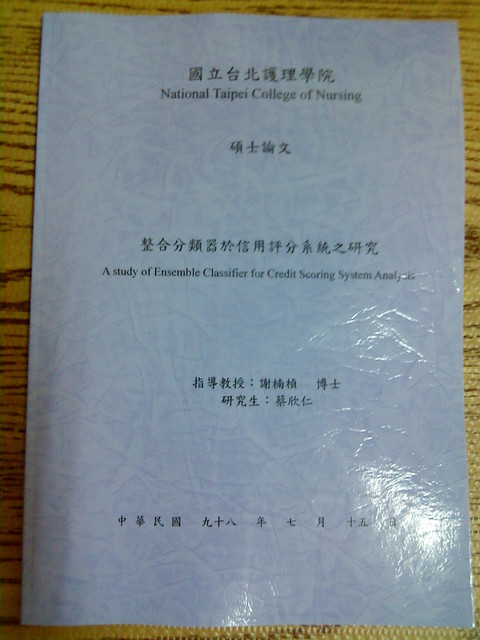 國立台北護理學院
National Taipei College of Nursing
碩士論文
整合分類器於信用評分系統之研究
A study of Ensemble Classifier for Credit Scoring System Analysis
指導教授：謝楠楨 博士
研究生：蔡欣仁
中華民國 九十八 年 七 月 十五 日